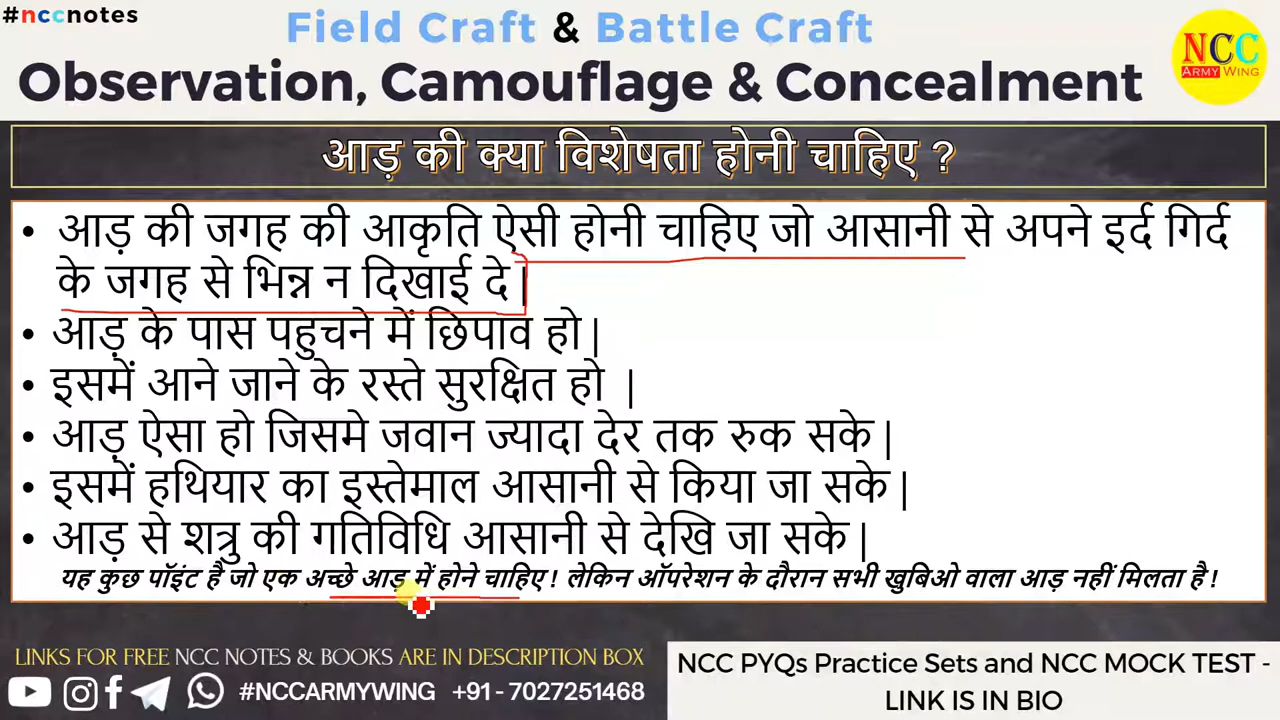 #nccnotes
Field Craft & Battle Craft
Observation, Camouflage & Concealment
NCC
ARMY WING
आड़ की क्या विशेषता होनी चाहिए ?
• आड़ की जगह की आकृति ऐसी होनी चाहिए जो आसानी से अपने इर्द गिर्द
के जगह से भिन्न न दिखाई दे|
• आड़ के पास पहुचने में छिपाव हो|
• इसमें आने जाने के रस्ते सुरक्षित हो |
• आड़ ऐसा हो जिसमे जवान ज्यादा देर तक रुक सके|
• इसमें हथियार का इस्तेमाल आसानी से किया जा सके|
• आड़ से शत्रु की गतिविधि आसानी से देखि जा सके|
यह कुछ पॉइंट है जो एक अच्छे आड़ में होने चाहिए ! लेकिन ऑपरेशन के दौरान सभी खुबिओ वाला आड़ नहीं मिलता है !
LINKS FOR FREE NCC NOTES & BOOKS ARE IN DESCRIPTION BOX
#NCCARMYWING +91 - 7027251468
NCC PYQs Practice Sets and NCC MOCK TEST -
LINK IS IN BIO